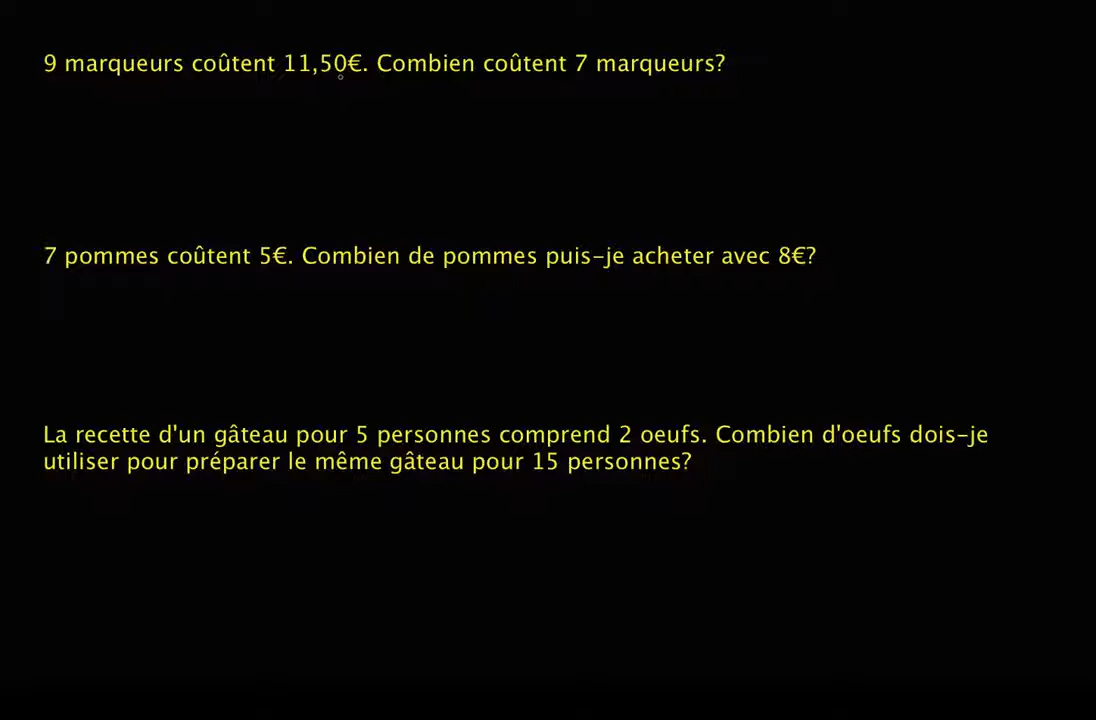 9 marqueurs coûtent 11,50€. Combien coûtent 7 marqueurs?
7 pommes coûtent 5€. Combien de pommes puis-je acheter avec 8€?
La recette d'un gâteau pour 5 personnes comprend 2 oeufs. Combien d'oeufs dois-je
utiliser pour préparer le même gâteau pour 15 personnes?